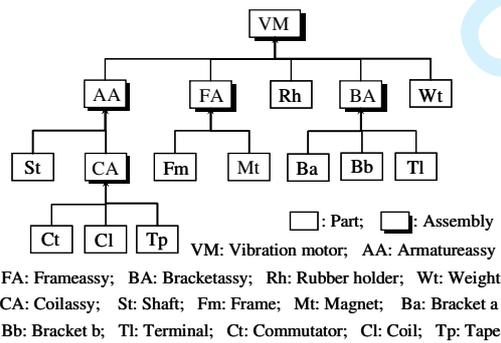 VM
AA FA Rh BA Wt
St CA Fm Mt Ba Bb Tl
Ct Cl Tp
: Part; : Assembly
VM: Vibration motor; AA: Armatureassy
FA: Frameassy; BA: Bracketassy; Rh: Rubber holder; Wt: Weight
CA: Coilassy; St: Shaft; Fm: Frame; Mt: Magnet; Ba: Bracket a
Bb: Bracket b; Tl: Terminal; Ct: Commutator; Cl: Coil; Tp: Tape